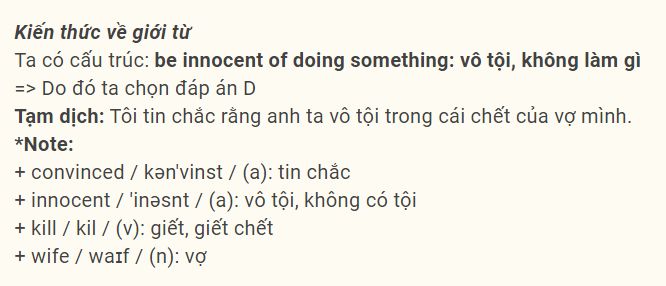 Kiến thức về giới từ
Ta có cấu trúc: be innocent of doing something: vô tội, không làm gì
=> Do đó ta chọn đáp án D
Tạm dịch: Tôi tin chắc rằng anh ta vô tội trong cái chết của vợ mình.
*Note:
+ convinced / kən'vinst / (a): tin chắc
+ innocent / 'inəsnt / (a): vô tội, không có tội
+ kill / kil / (v): giết, giết chết
+ wife / waɪf / (n): vợ